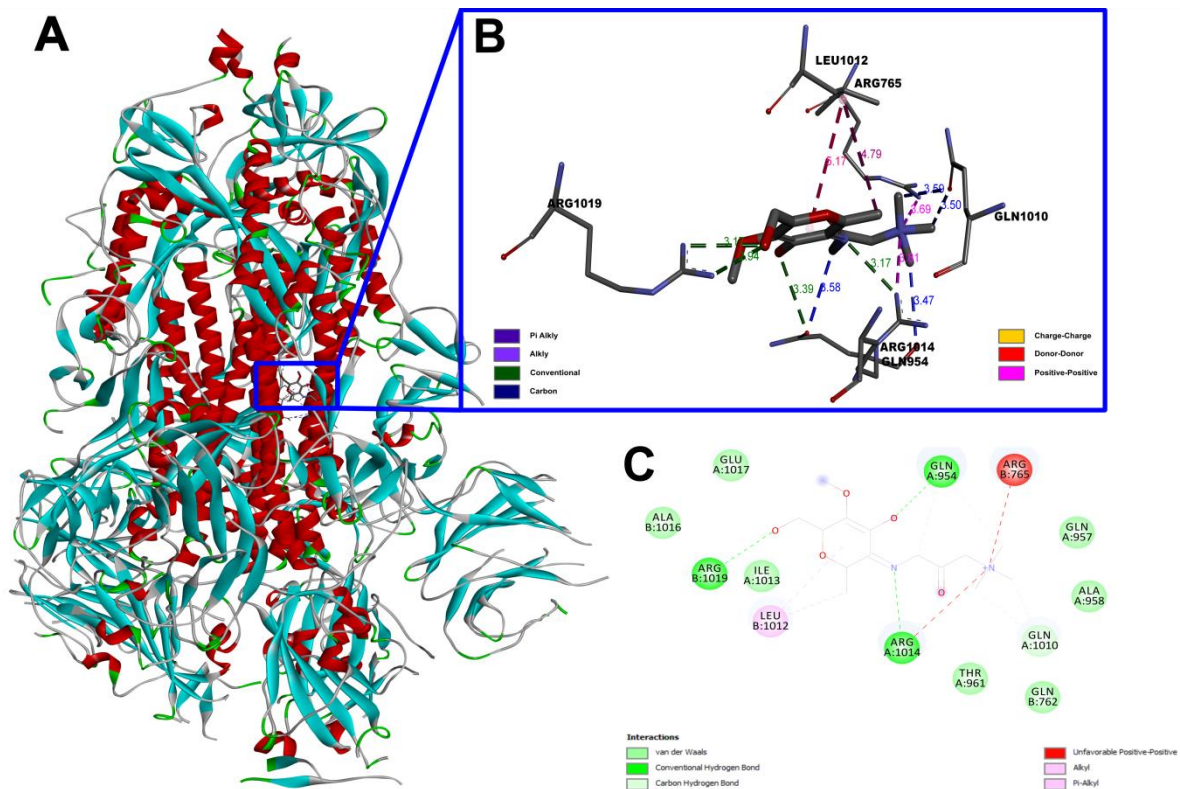 A
B
LEU1012
ARG765
4.79
5.17
ARG1019
3.59
3.69
3.50
GLN1010
3.17
3.39
3.58
3.47
ARG1014
GLN954
Pi Alkly
Alkly
Conventional
Carbon
Charge-Charge
Donor-Donor
Positive-Positive
C
GLU
A:1017
GLN
A:954
ARG
B:765
ALA
B:1016
GLN
A:957
ARG
B:1019
ILE
A:1013
LEU
B:1012
ALA
A:958
ARG
A:1014
GLN
A:1010
THR
A:961
GLN
B:762
O
O
O
O
N
O
N
Interactions
van der Waals
Conventional Hydrogen Bond
Carbon Hydrogen Bond
Unfavorable Positive-Positive
Alkyl
Pi-Alkyl